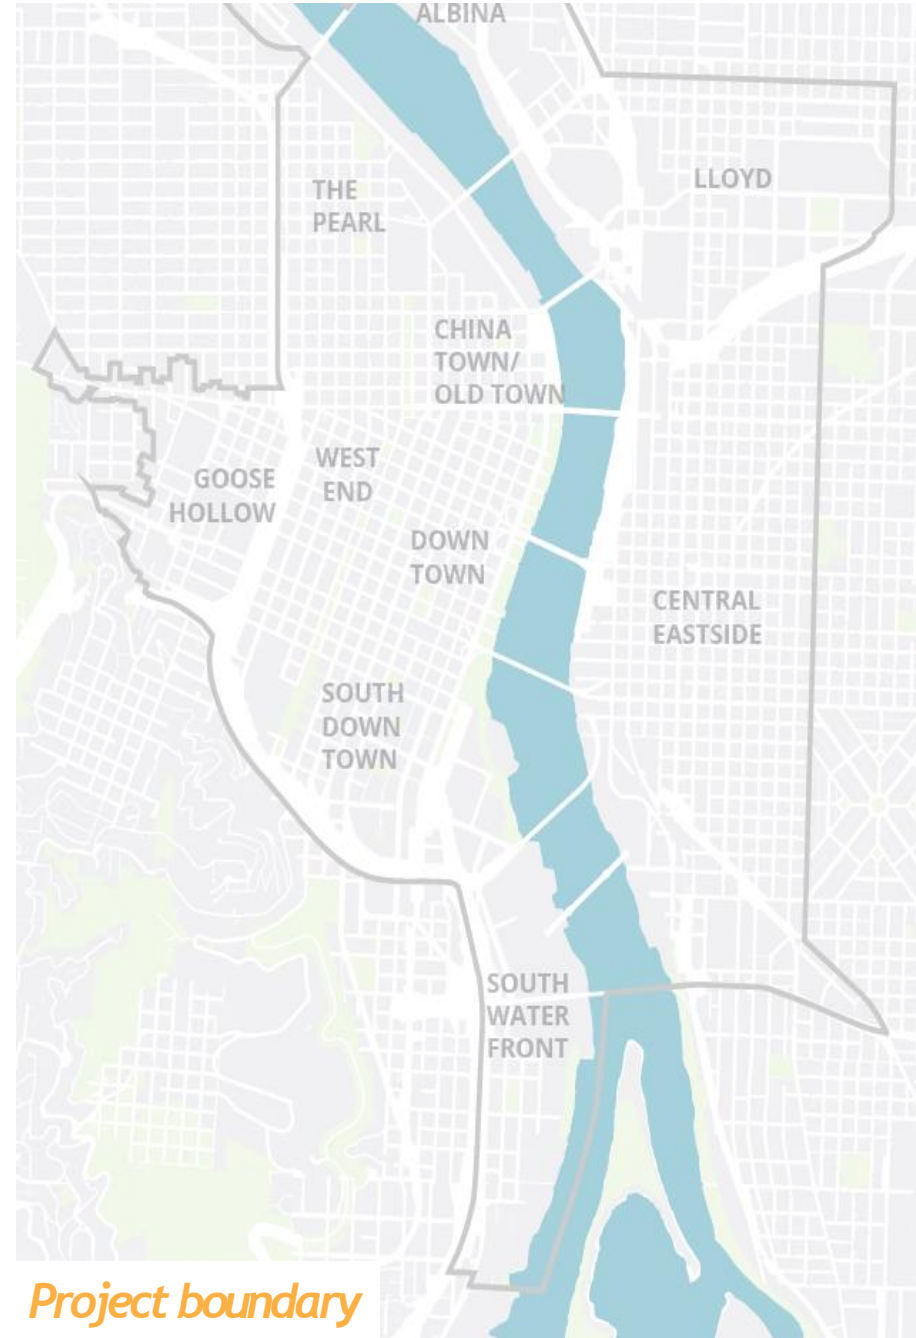 ALBINA
LLOYD
THE
PEARL
CHINA
TOWN/
OLD TOWN
WEST
END
GOOSE
HOLLOW
DOWN
TOWN
CENTRAL
EASTSIDE
SOUTH
DOWN
TOWN
SOUTH
WATER
FRONT
Project boundary